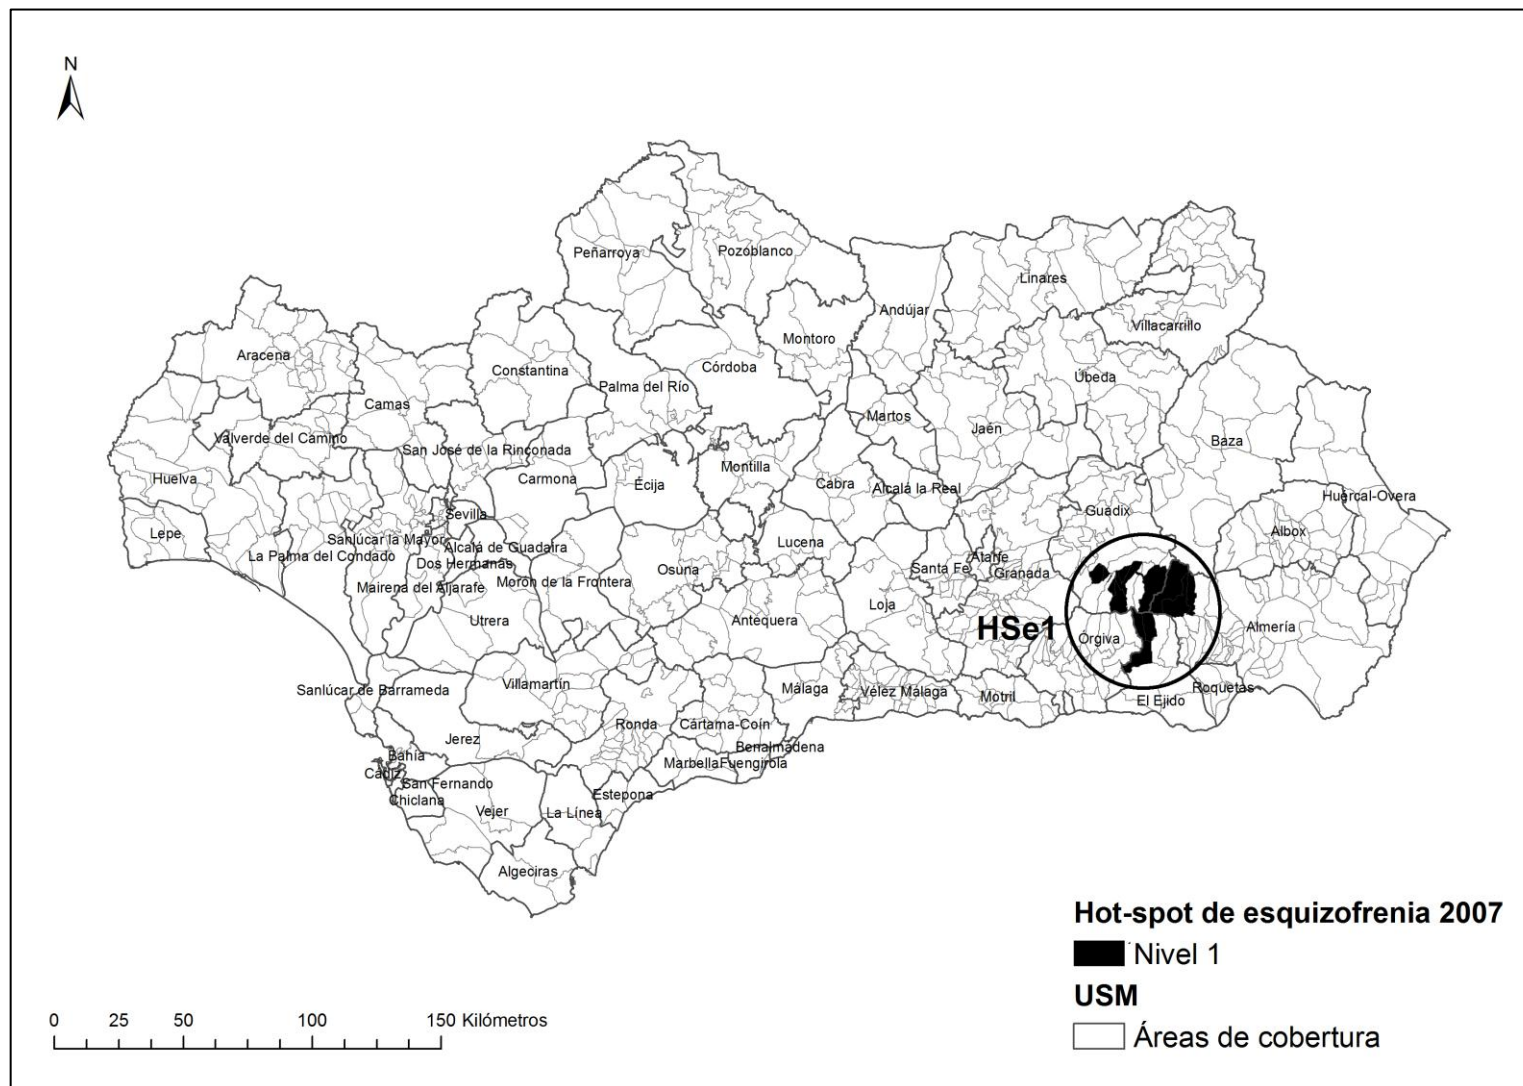 N
Peñarroya
Pozoblanco
Linares
Andújar
Villacarrillo
Montoro
Aracena
Córdoba
Constantina
Úbeda
Palma del Río
Camas
Martos
Jaén
Valverde del Camino
Baza
San José de la Rinconada
Montilla
Huelva
Carmona
Écija
Cabra
Alcalá la Real
Huércal-Overa
Guadix
Sevilla
Lepe
Albox
Sanlúcar la Mayor
Lucena
Alcalá de Guadaira
La Palma del Condado
Atarfe
Dos Hermanas
Santa Fe
Osuna
Granada
Morón de la Frontera
Mairena del Aljarafe
Loja
Utrera
Antequera
HSe1
Almería
Órgiva
Villamartín
Sanlúcar de Barrameda
Málaga
Vélez Málaga
Roquetas
Motril
El Ejido
Ronda
Cártama-Coín
Jerez
Benalmadena
Bahía
Marbella
Fuengirola
Cádiz
San Fernando
Estepona
Chiclana
Vejer
La Línea
Algeciras
Hot-spot de esquizofrenia 2007
Nivel 1
USM
Áreas de cobertura
0 25 50 100 150 Kilómetros